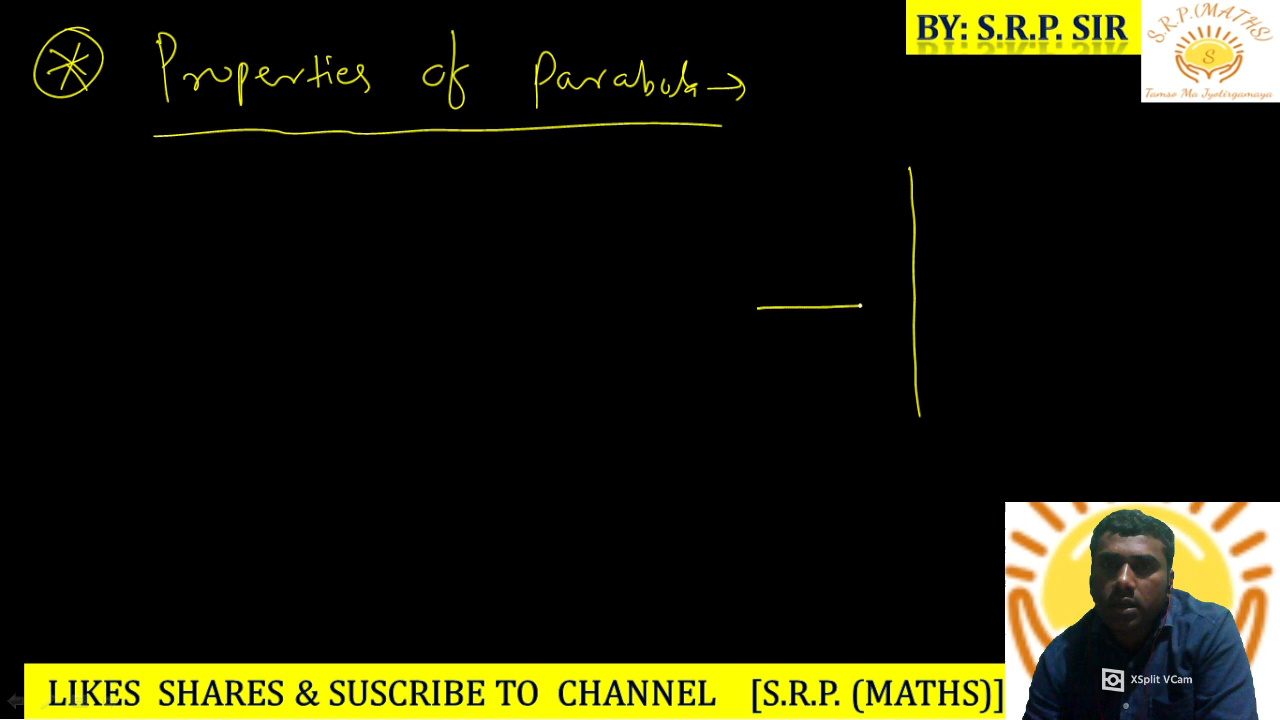 Properties of Parabola →
BY: S.R.P. SIR
S.R.P.(MATHS)
S
Tamso Ma Jyotirgamaya
XSplit VCam
LIKES SHARES & SUSCRIBE TO CHANNEL [S.R.P. (MATHS)]